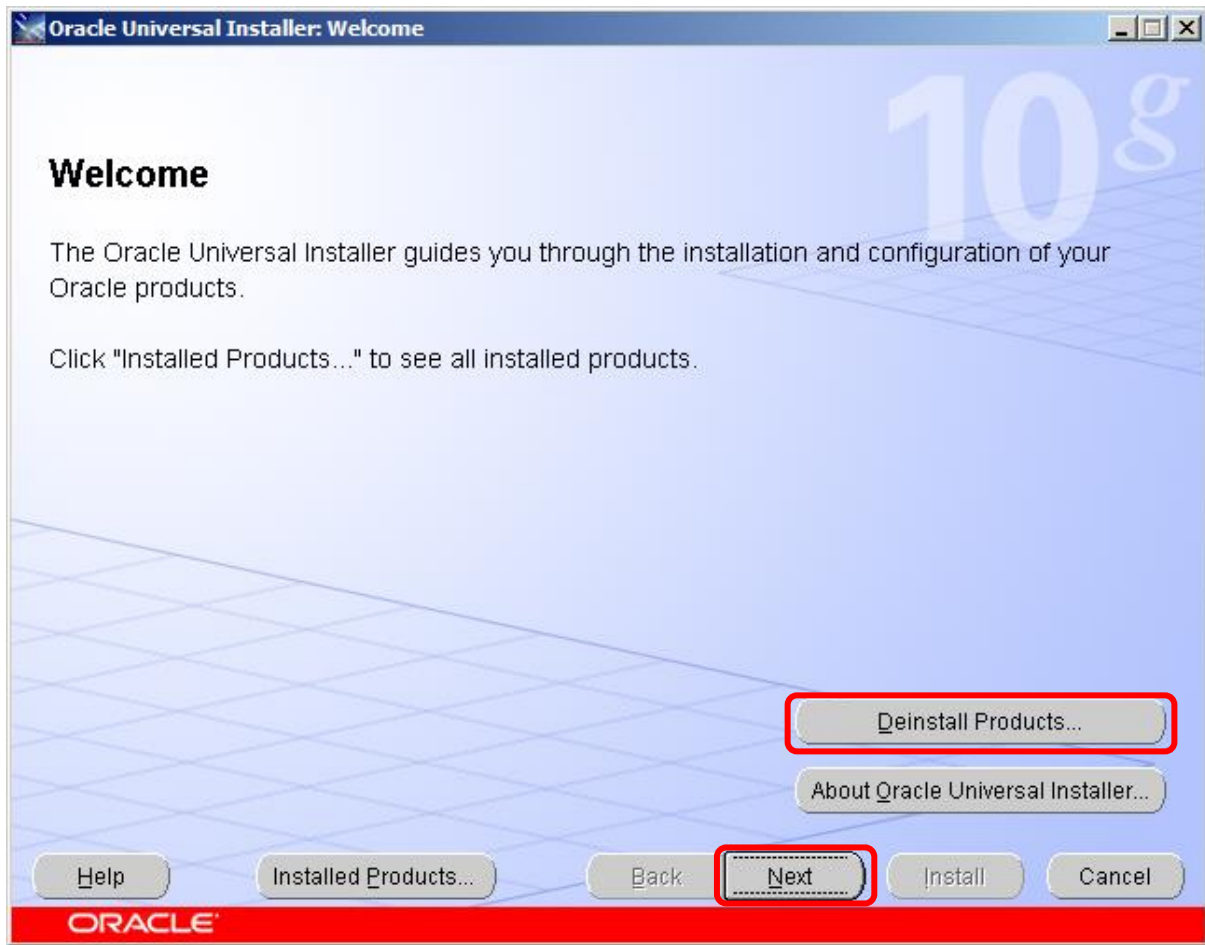 Oracle Universal Installer: Welcome
10g
Welcome
The Oracle Universal Installer guides you through the installation and configuration of your
Oracle products.
Click "Installed Products..." to see all installed products.
Deinstall Products...
About Oracle Universal Installer...
Help Installed Products... Back Next Install Cancel
ORACLE